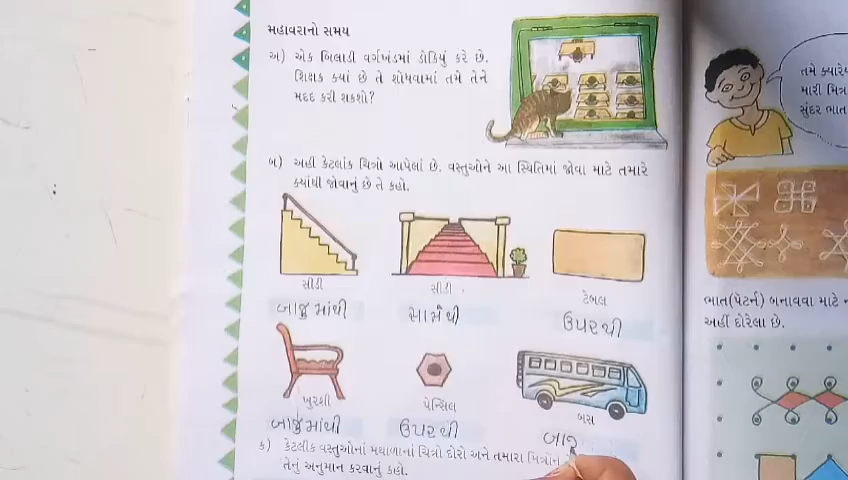 મહાવરાનો સમય
અ) એક બિલાડી વર્ગખંડમાં ડોકિયું કરે છે.
શિક્ષક ક્યાં છે તે શોધવામાં તમે તેને
મદદ કરી શકશો?
બ) અહીં કેટલાંક ચિત્રો આપેલાં છે. વસ્તુઓને આ સ્થિતિમાં જોવા માટે તમારે
ક્યાંથી જોવાનું છે તે કહો.
સીડી
સીડી
ટેબલ
બાજુમાંથી
સામેથી
ઉપરથી
ખુરશી
પેન્સિલ
બસ
બાજુમાંથી
ઉપરથી
બાજુ
ક) કેટલીક વસ્તુઓનાં મથાળાનાં ચિત્રો દોરો અને તમારા મિત્રોને
તેનું અનુમાન કરવાનું કહો.
તમે ક્યારેય
મારી મિત્ર
સુંદર ભાત
ભાત(પેટર્ન) બનાવવા માટે
અહીં દોરેલા છે.